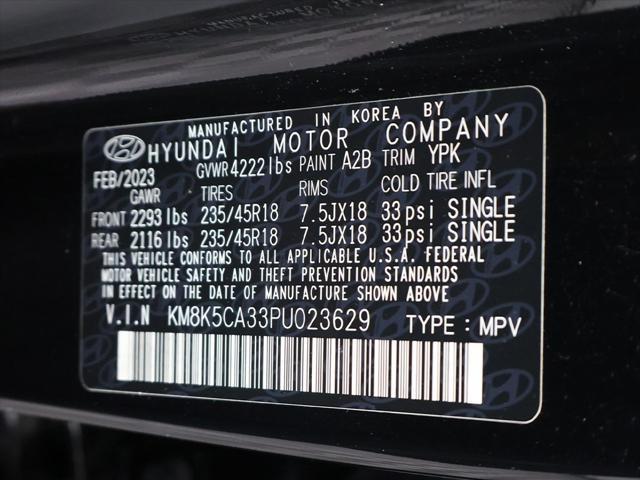 MANUFACTURED IN KOREA BY
HYUNDAI MOTOR COMPANY
FEB/2023 GVWR 4222 lbs PAINT A2B TRIM YPK
GAWR TIRES RIMS COLD TIRE INFL
FRONT 2293 lbs 235/45R18 7.5JX18 33 psi SINGLE
REAR 2116 lbs 235/45R18 7.5JX18 33 psi SINGLE
THIS VEHICLE CONFORMS TO ALL APPLICABLE U.S.A. FEDERAL
MOTOR VEHICLE SAFETY AND THEFT PREVENTION STANDARDS
IN EFFECT ON THE DATE OF MANUFACTURE SHOWN ABOVE
V.I.N KM8K5CA33PU023629 TYPE : MPV